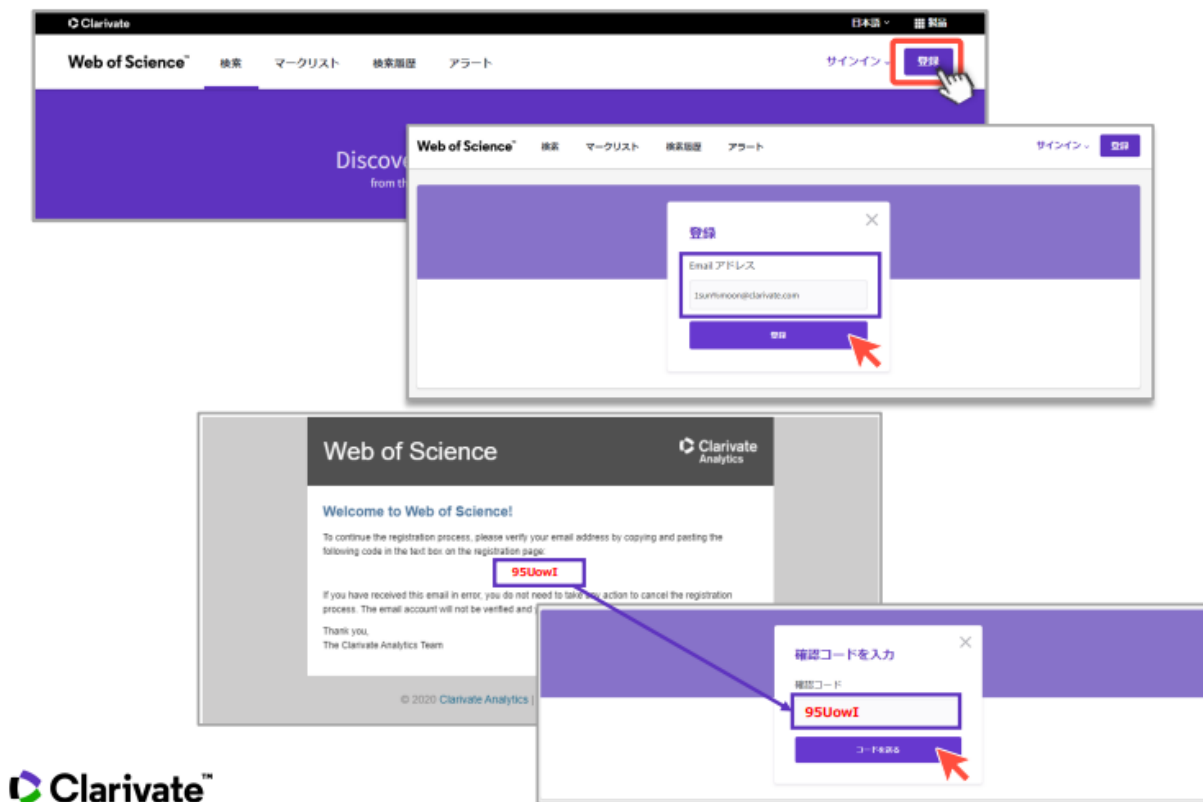 Clarivate
日本語
製品
Web of Science™
検索
マークリスト
検索履歴
アラート
サインイン
登録
Discov
from th
Web of Science™
検索
マークリスト
検索履歴
アラート
サインイン
登録
登録
Email アドレス
@clarivate.com
登録
Web of Science
Clarivate
Analytics
Welcome to Web of Science!
To continue the registration process, please verify your email address by copying and pasting the
following code in the text box on the registration page:
95UowI
If you have received this email in error, you do not need to take any action to cancel the registration
process. The email account will not be verified and
Thank you,
The Clarivate Analytics Team
© 2020 Clarivate Analytics |
確認コードを入力
確認コード
95UowI
コードを送る
Clarivate™